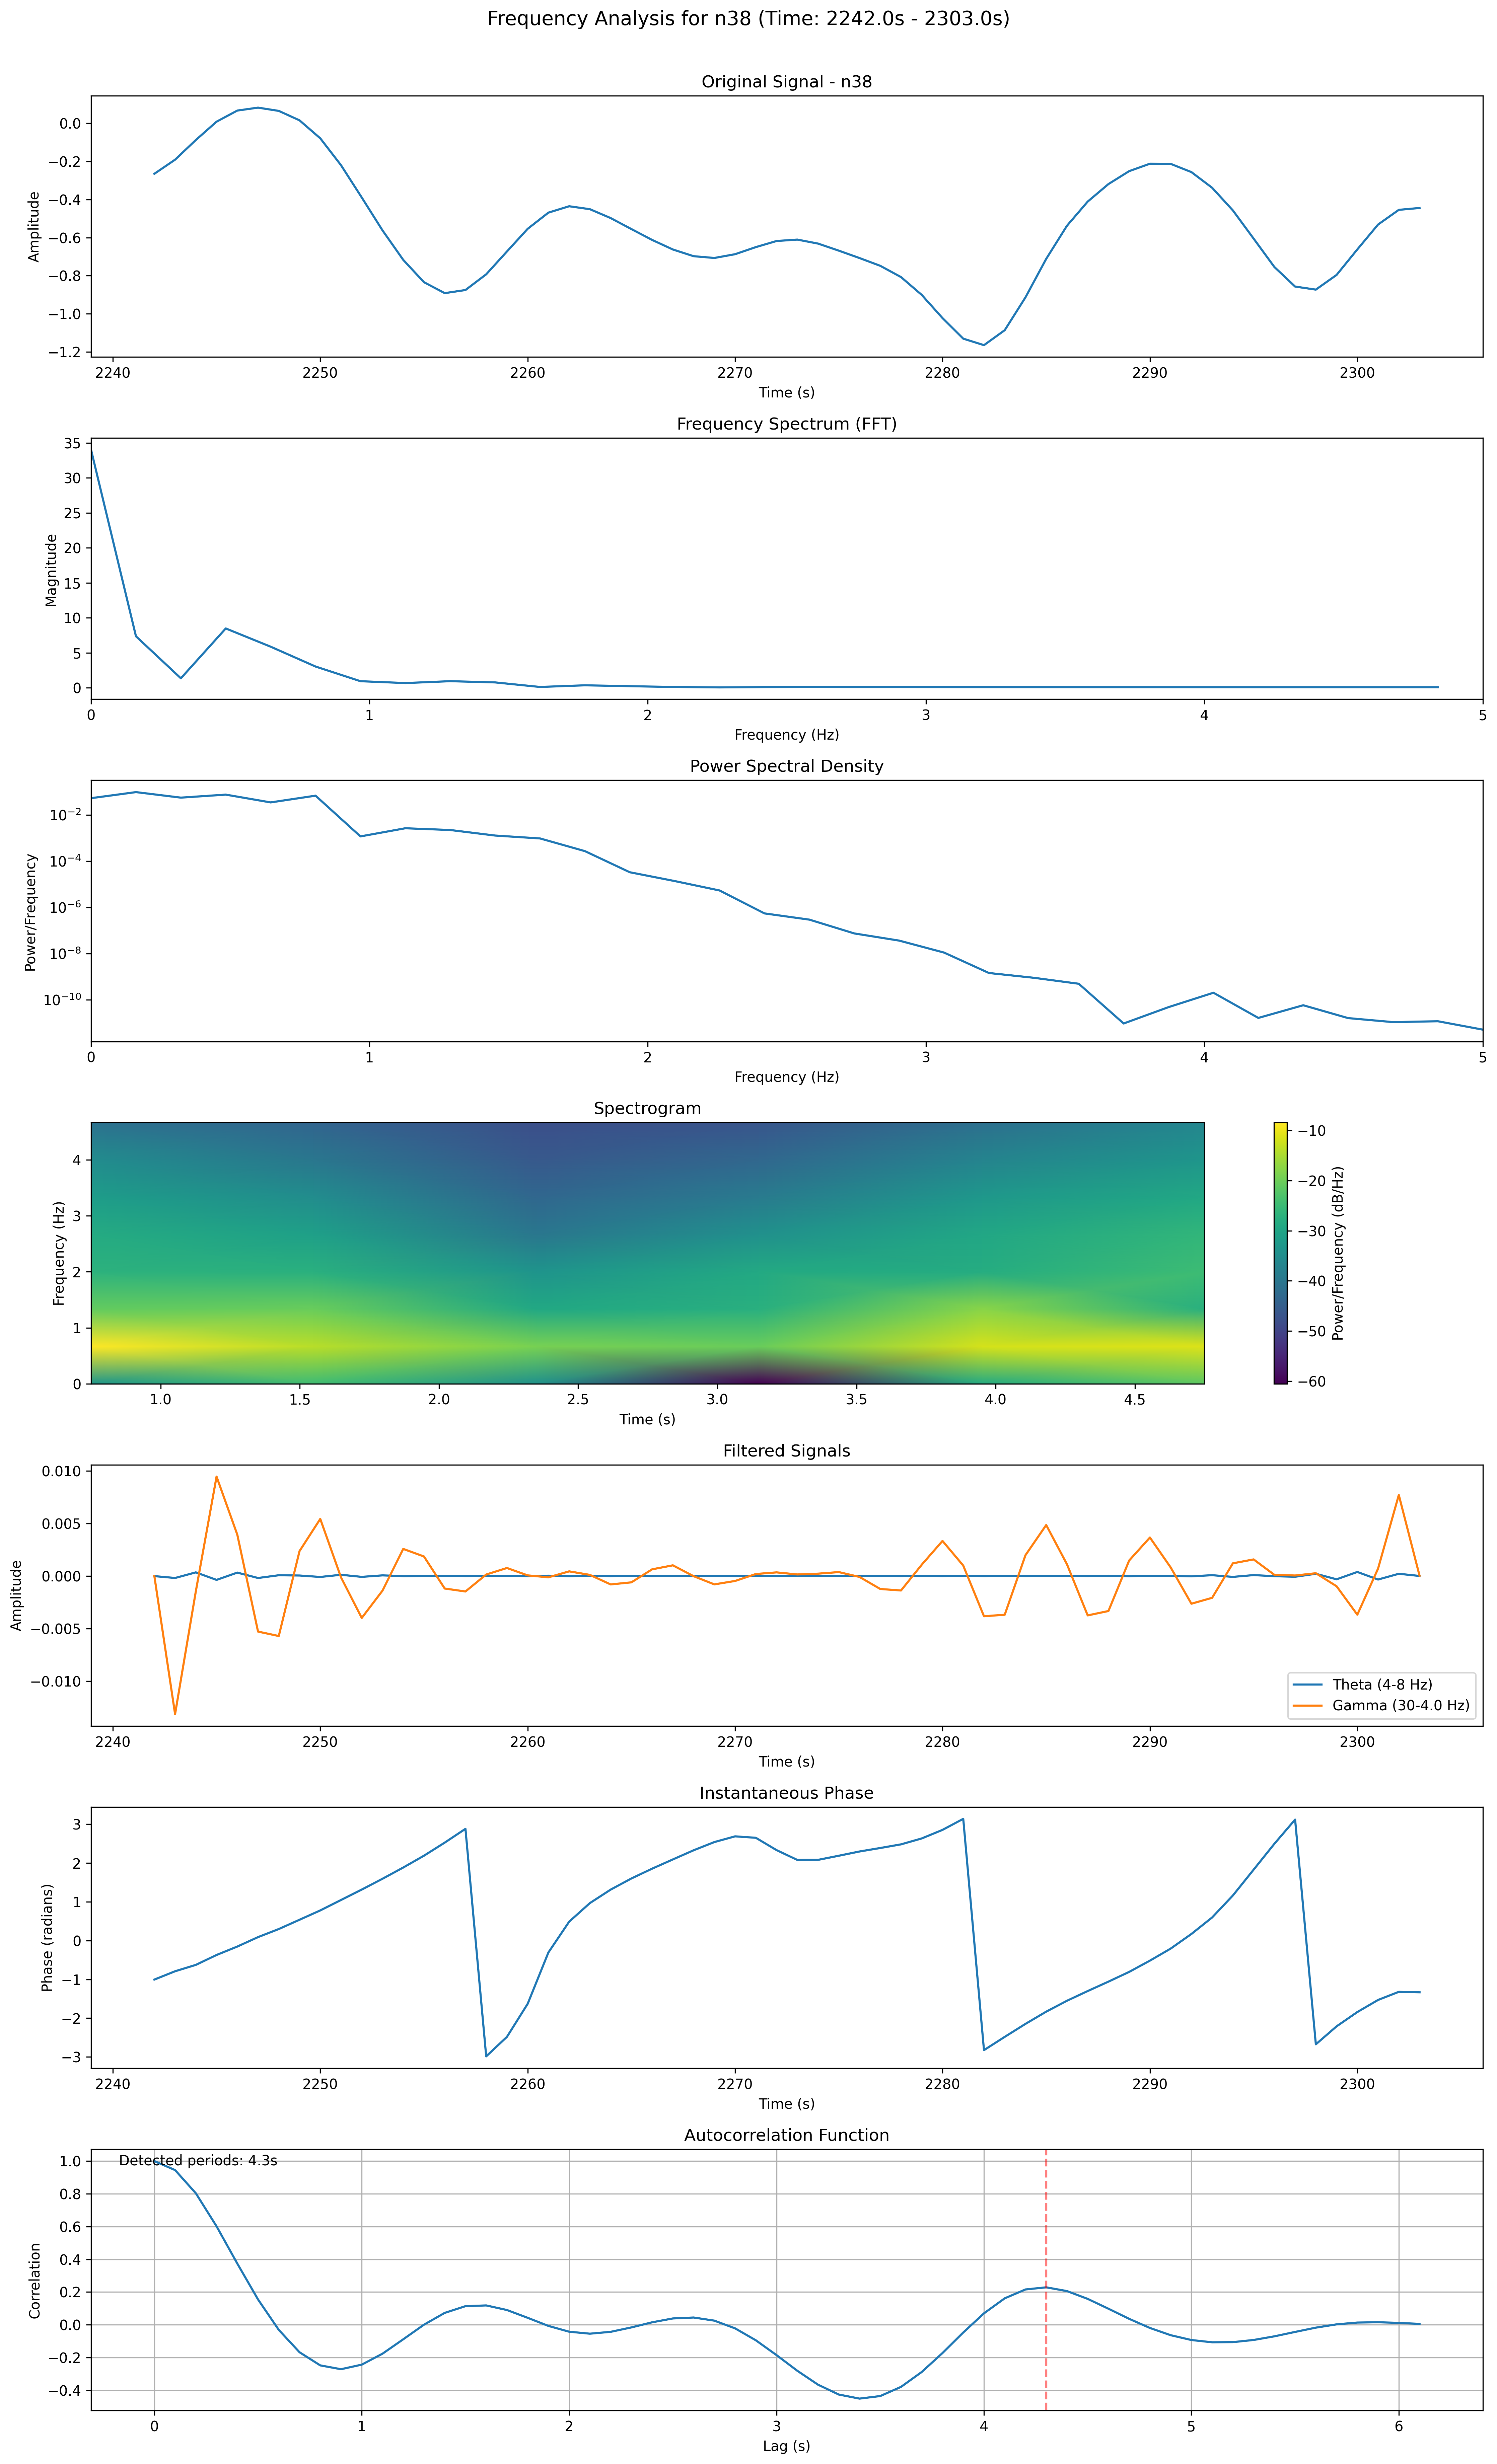 Frequency Analysis for n38 (Time: 2242.0s - 2303.0s)
Original Signal - n38
Amplitude
0.0
−0.2
−0.4
−0.6
−0.8
−1.0
−1.2
2240 2250 2260 2270 2280 2290 2300
Time (s)
Frequency Spectrum (FFT)
Magnitude
35
30
25
20
15
10
5
0
0 1 2 3 4 5
Frequency (Hz)
Power Spectral Density
Power/Frequency
10⁻²
10⁻⁴
10⁻⁶
10⁻⁸
10⁻¹⁰
0 1 2 3 4 5
Frequency (Hz)
Spectrogram
Frequency (Hz)
4
3
2
1
0
1.0 1.5 2.0 2.5 3.0 3.5 4.0 4.5
Time (s)
−10
−20
−30
−40
−50
−60
Power/Frequency (dB/Hz)
Filtered Signals
Amplitude
0.010
0.005
0.000
−0.005
−0.010
Theta (4-8 Hz)
Gamma (30-4.0 Hz)
2240 2250 2260 2270 2280 2290 2300
Time (s)
Instantaneous Phase
Phase (radians)
3
2
1
0
−1
−2
−3
2240 2250 2260 2270 2280 2290 2300
Time (s)
Autocorrelation Function
Detected periods: 4.3s
Correlation
1.0
0.8
0.6
0.4
0.2
0.0
−0.2
−0.4
0 1 2 3 4 5 6
Lag (s)